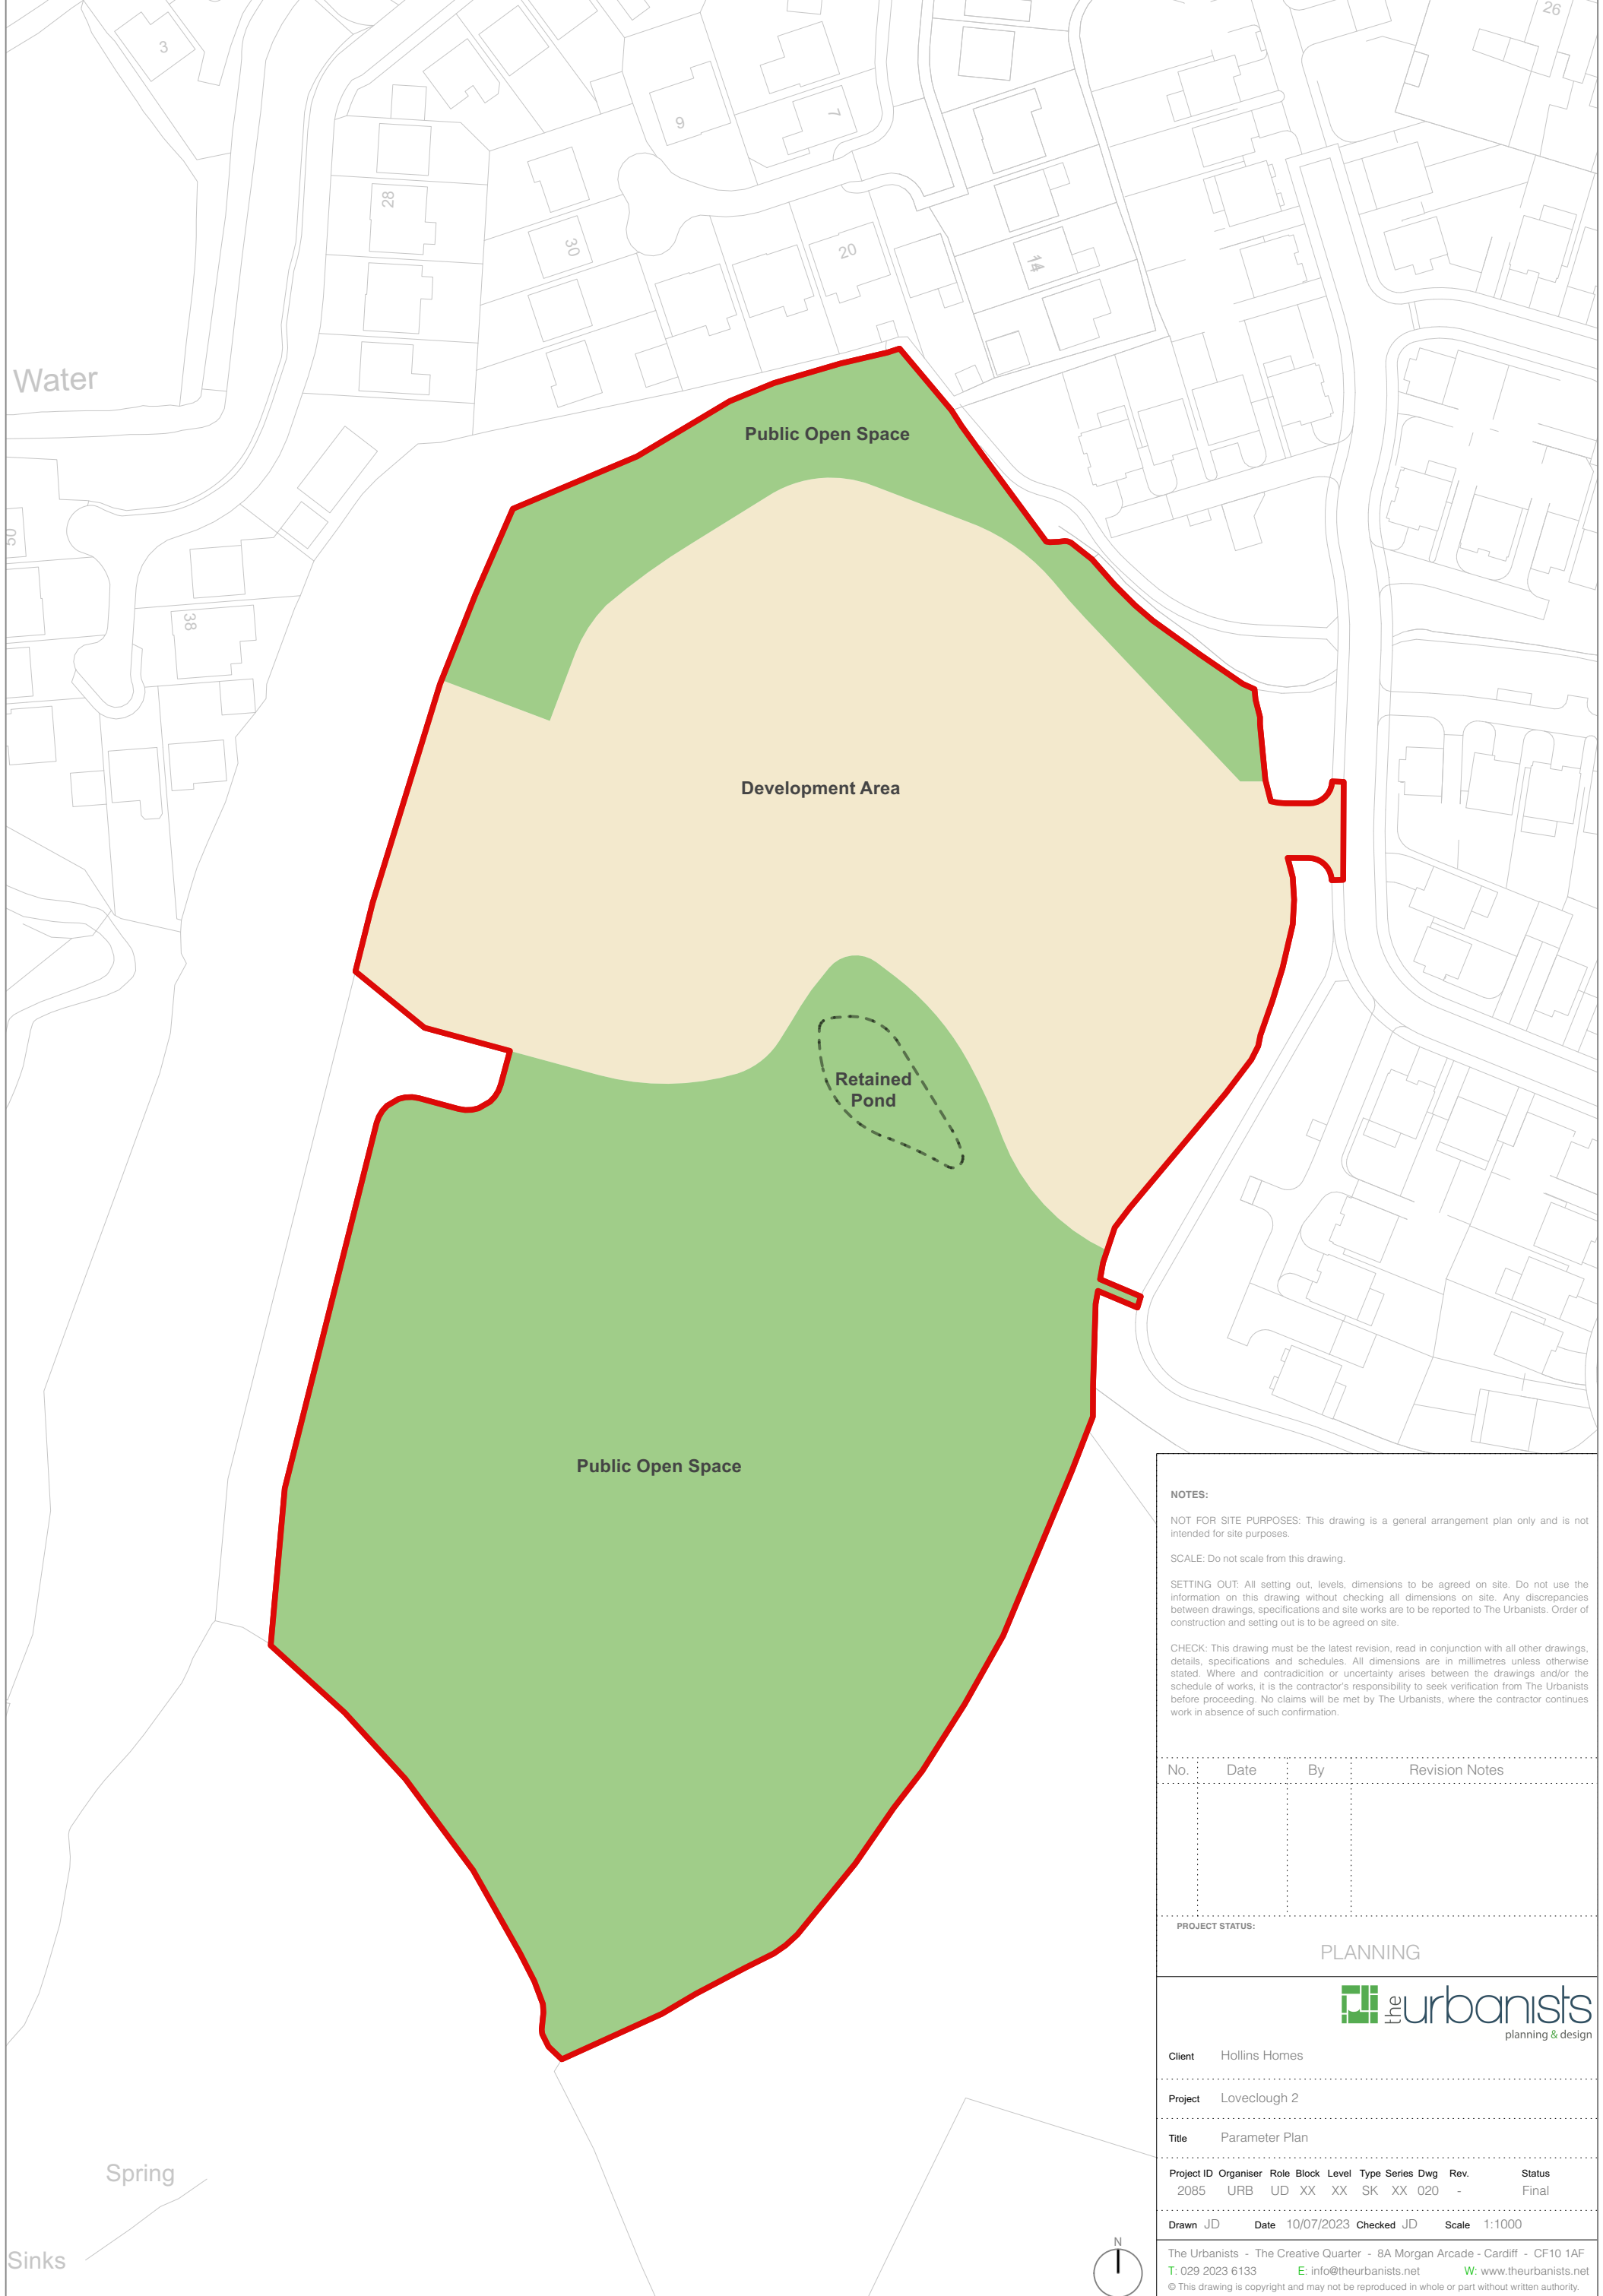 3
26
9
7
28
30
20
14
Water
Public Open Space
50
38
Development Area
Retained
Pond
Public Open Space
NOTES:
NOT FOR SITE PURPOSES: This drawing is a general arrangement plan only and is not
intended for site purposes.
SCALE: Do not scale from this drawing.
SETTING OUT: All setting out, levels, dimensions to be agreed on site. Do not use the
information on this drawing without checking all dimensions on site. Any discrepancies
between drawings, specifications and site works are to be reported to The Urbanists. Order of
construction and setting out is to be agreed on site.
CHECK: This drawing must be the latest revision, read in conjunction with all other drawings,
details, specifications and schedules. All dimensions are in millimetres unless otherwise
stated. Where and contradicition or uncertainty arises between the drawings and/or the
schedule of works, it is the contractor's responsibility to seek verification from The Urbanists
before proceeding. No claims will be met by The Urbanists, where the contractor continues
work in absence of such confirmation.
No. Date By Revision Notes
PROJECT STATUS:
PLANNING
the urbanists
planning & design
Client Hollins Homes
Project Loveclough 2
Title Parameter Plan
Project ID Organiser Role Block Level Type Series Dwg Rev. Status
2085 URB UD XX XX SK XX 020 - Final
Drawn JD Date 10/07/2023 Checked JD Scale 1:1000
The Urbanists - The Creative Quarter - 8A Morgan Arcade - Cardiff - CF10 1AF
T: 029 2023 6133 E: info@theurbanists.net W: www.theurbanists.net
© This drawing is copyright and may not be reproduced in whole or part without written authority.
Spring
Sinks
N